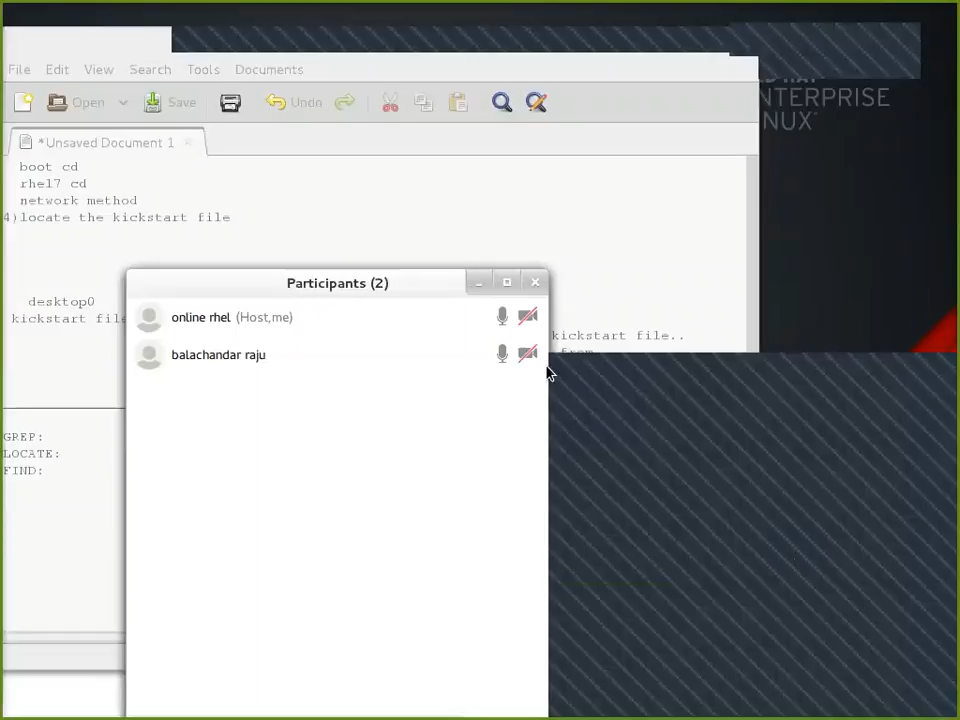 File Edit View Search Tools Documents
Open Save Undo
*Unsaved Document 1
boot cd
rhel7 cd
network method
4)locate the kickstart file
desktop0
kickstart file
kickstart file..
from
GREP:
LOCATE:
FIND:
Participants (2)
online rhel (Host,me)
balachandar raju
ENTERPRISE